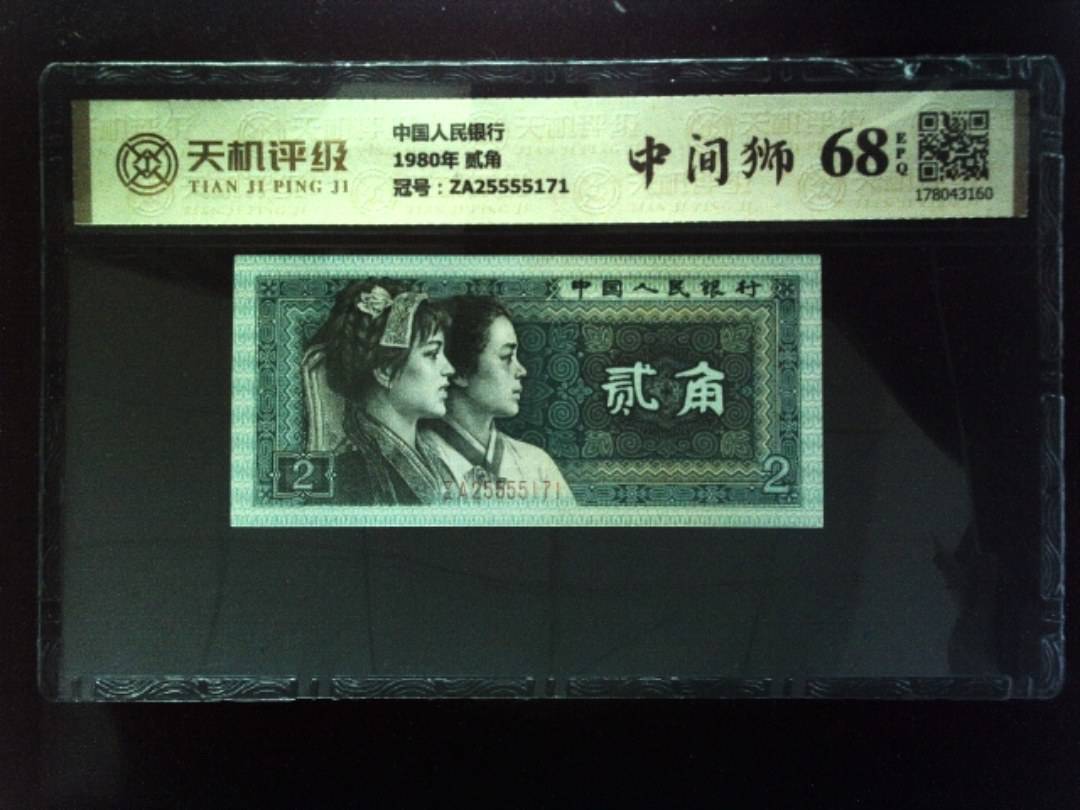 天机评级
TIAN JI PING JI
中国人民银行
1980年 贰角
冠号：ZA25555171
中间狮
68
EPQ
178043160
中国人民银行
贰角
2
2
ZA25555171